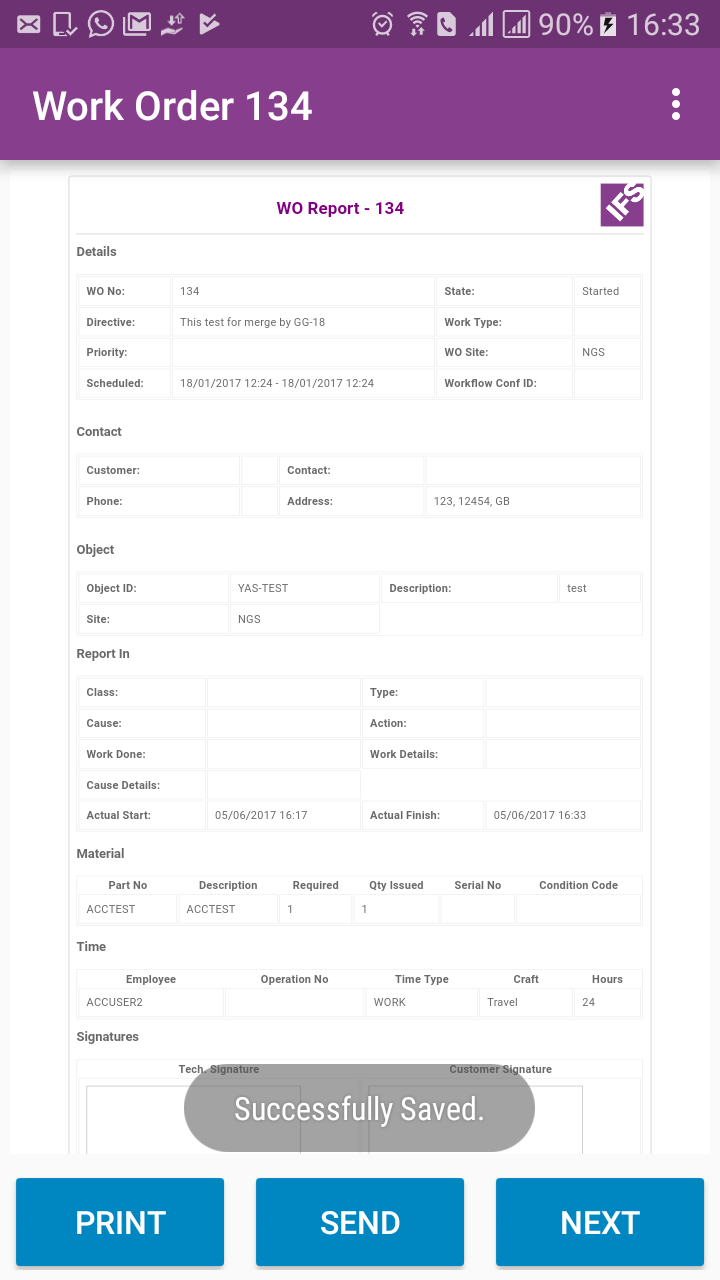 90% 16:33
Work Order 134
WO Report - 134
IFS
Details
WO No: 134 State: Started
Directive: This test for merge by GG-18 Work Type:
Priority: WO Site: NGS
Scheduled: 18/01/2017 12:24 - 18/01/2017 12:24 Workflow Conf ID:
Contact
Customer: Contact:
Phone: Address: 123, 12454, GB
Object
Object ID: YAS-TEST Description: test
Site: NGS
Report In
Class: Type:
Cause: Action:
Work Done: Work Details:
Cause Details:
Actual Start: 05/06/2017 16:17 Actual Finish: 05/06/2017 16:33
Material
Part No Description Required Qty Issued Serial No Condition Code
ACCTEST ACCTEST 1 1
Time
Employee Operation No Time Type Craft Hours
ACCUSER2 WORK Travel 24
Signatures
Tech. Signature Customer Signature
Successfully Saved.
PRINT SEND NEXT